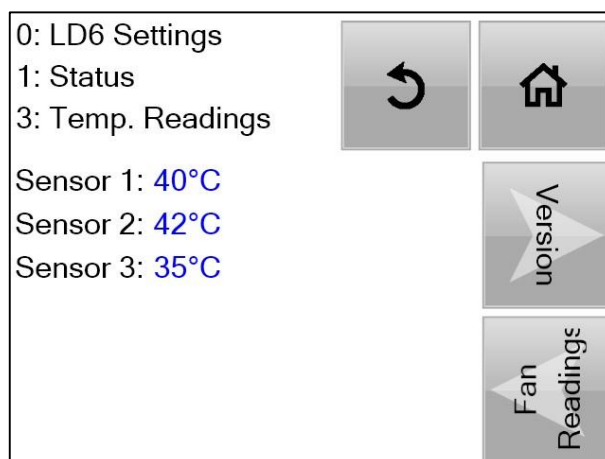 0: LD6 Settings
1: Status
3: Temp. Readings
Sensor 1: 40°C
Sensor 2: 42°C
Sensor 3: 35°C
Version
Fan
Readings